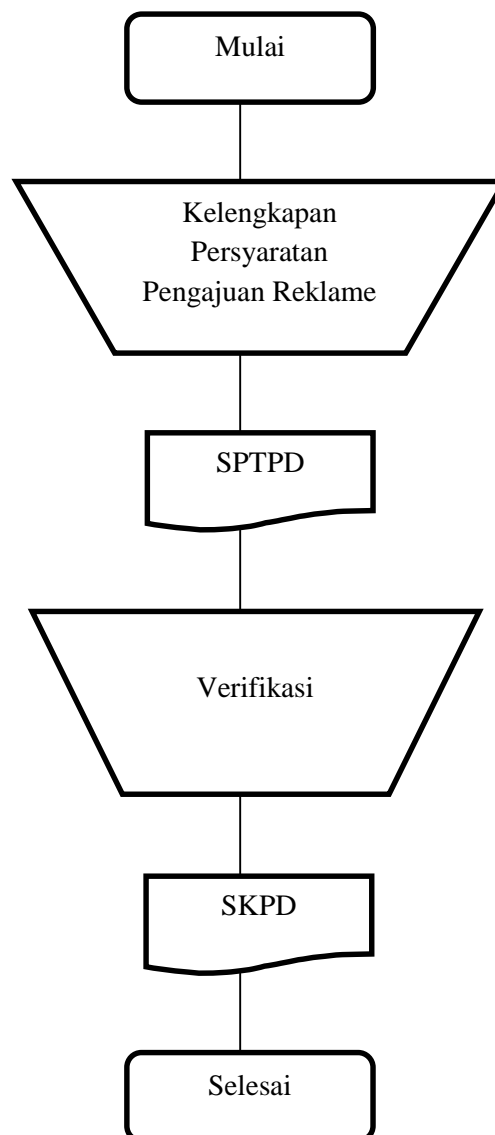 Mulai
Kelengkapan
Persyaratan
Pengajuan Reklame
SPTPD
Verifikasi
SKPD
Selesai